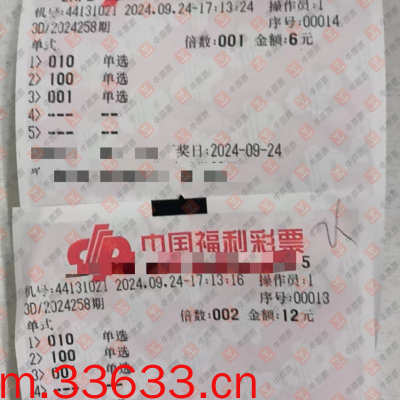 机号:44131021 2024.09.24-17:13:24 操作员:1
3D/2024258期 序号:00014
单式 倍数:001 金额:6元
1> 010 单选
2> 100 单选
3> 001 单选
4> --- --
5> --- --
奖日:2024-09-24
中国福利彩票
5
机号:44131021 2024.09.24-17:13:16 操作员:1
3D/2024258期 序号:00013
单式 倍数:002 金额:12元
1> 010 单选
2> 100 单选
3> 00 单选
4> --- --
m.33633.cn